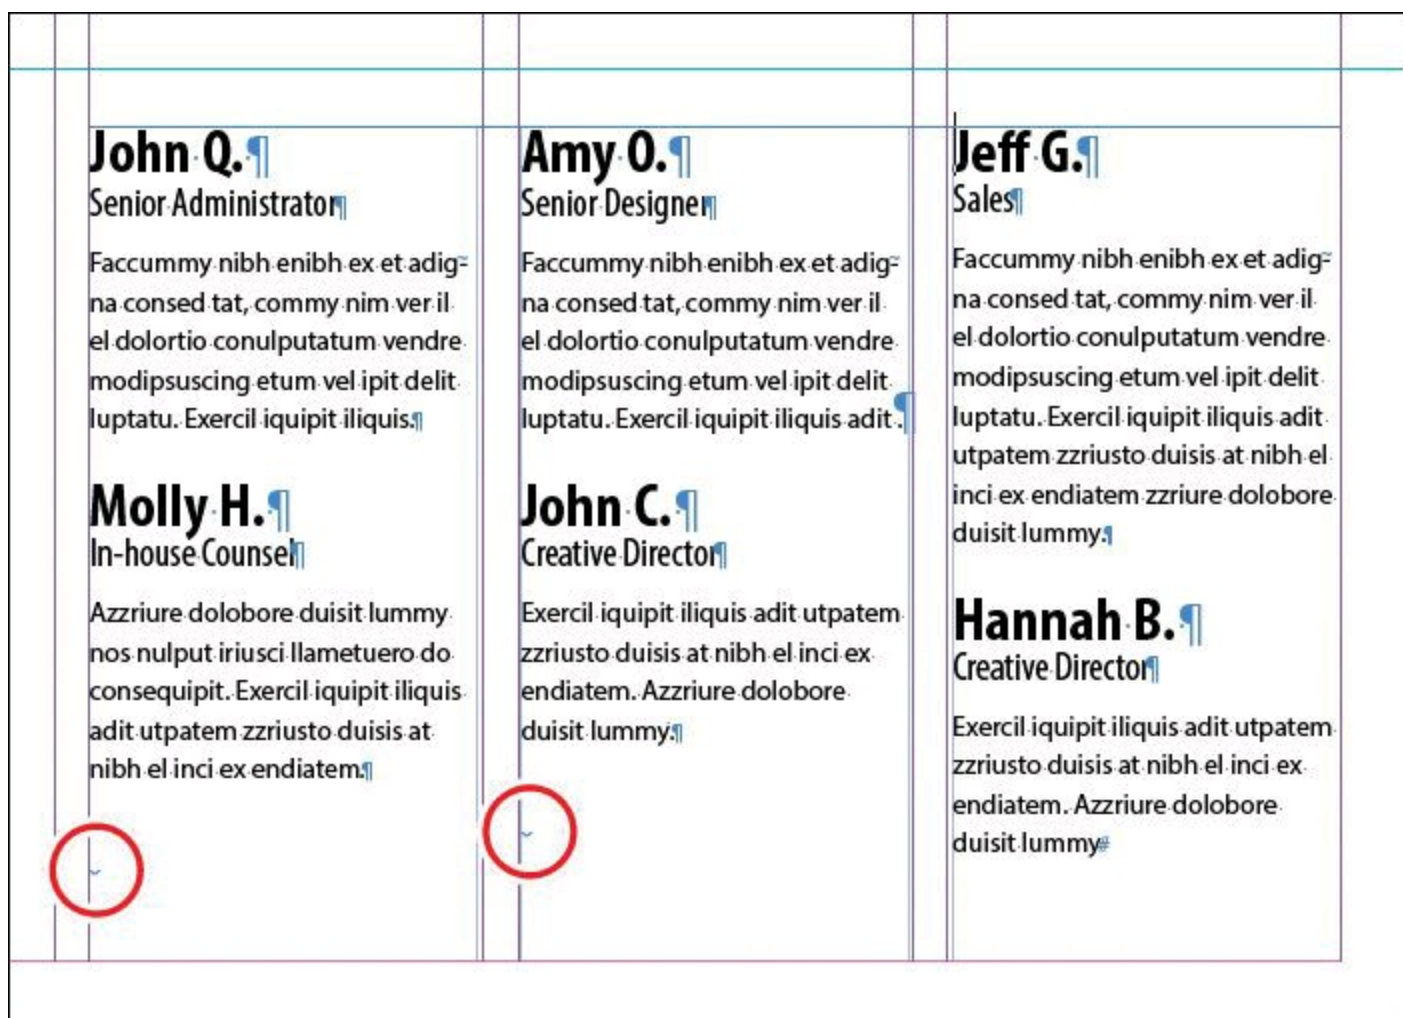 John Q.¶
Senior Administrator¶
Faccummy nibh enibh ex et adig-
na consed tat, commy nim ver il
el dolortio conulputatum vendre
modipsuscing etum vel ipit delit
luptatu. Exercil iquipit iliquis.¶
Molly H.¶
In-house Counsel¶
Azzriure dolobore duisit lummy
nos nulput iriusci llametuero do
consequipit. Exercil iquipit iliquis
adit utpatem zzriusto duisis at
nibh el inci ex endiatem.¶
Amy O.¶
Senior Designer¶
Faccummy nibh enibh ex et adig-
na consed tat, commy nim ver il
el dolortio conulputatum vendre
modipsuscing etum vel ipit delit
luptatu. Exercil iquipit iliquis adit .¶
John C.¶
Creative Director¶
Exercil iquipit iliquis adit utpatem
zzriusto duisis at nibh el inci ex
endiatem. Azzriure dolobore
duisit lummy.¶
Jeff G.¶
Sales¶
Faccummy nibh enibh ex et adig-
na consed tat, commy nim ver il
el dolortio conulputatum vendre
modipsuscing etum vel ipit delit
luptatu. Exercil iquipit iliquis adit
utpatem zzriusto duisis at nibh el
inci ex endiatem zzriure dolobore
duisit lummy.¶
Hannah B.¶
Creative Director¶
Exercil iquipit iliquis adit utpatem
zzriusto duisis at nibh el inci ex
endiatem. Azzriure dolobore
duisit lummy#